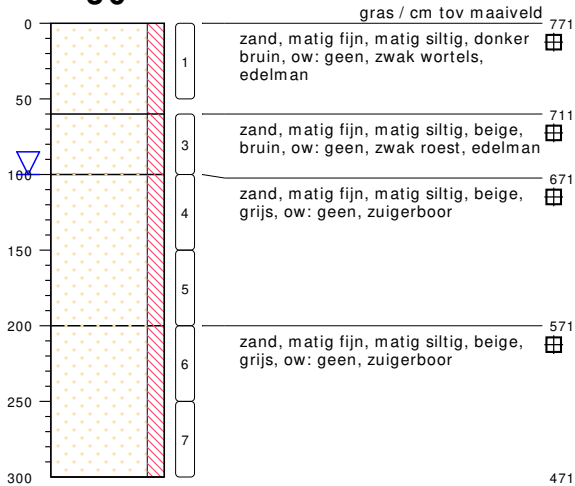 gras / cm tov maaiveld
0
771
zand, matig fijn, matig siltig, donker
bruin, ow: geen, zwak wortels,
edelman
1
50
711
zand, matig fijn, matig siltig, beige,
bruin, ow: geen, zwak roest, edelman
3
100
671
zand, matig fijn, matig siltig, beige,
grijs, ow: geen, zuigerboor
4
150
5
200
571
zand, matig fijn, matig siltig, beige,
grijs, ow: geen, zuigerboor
6
250
7
300
471